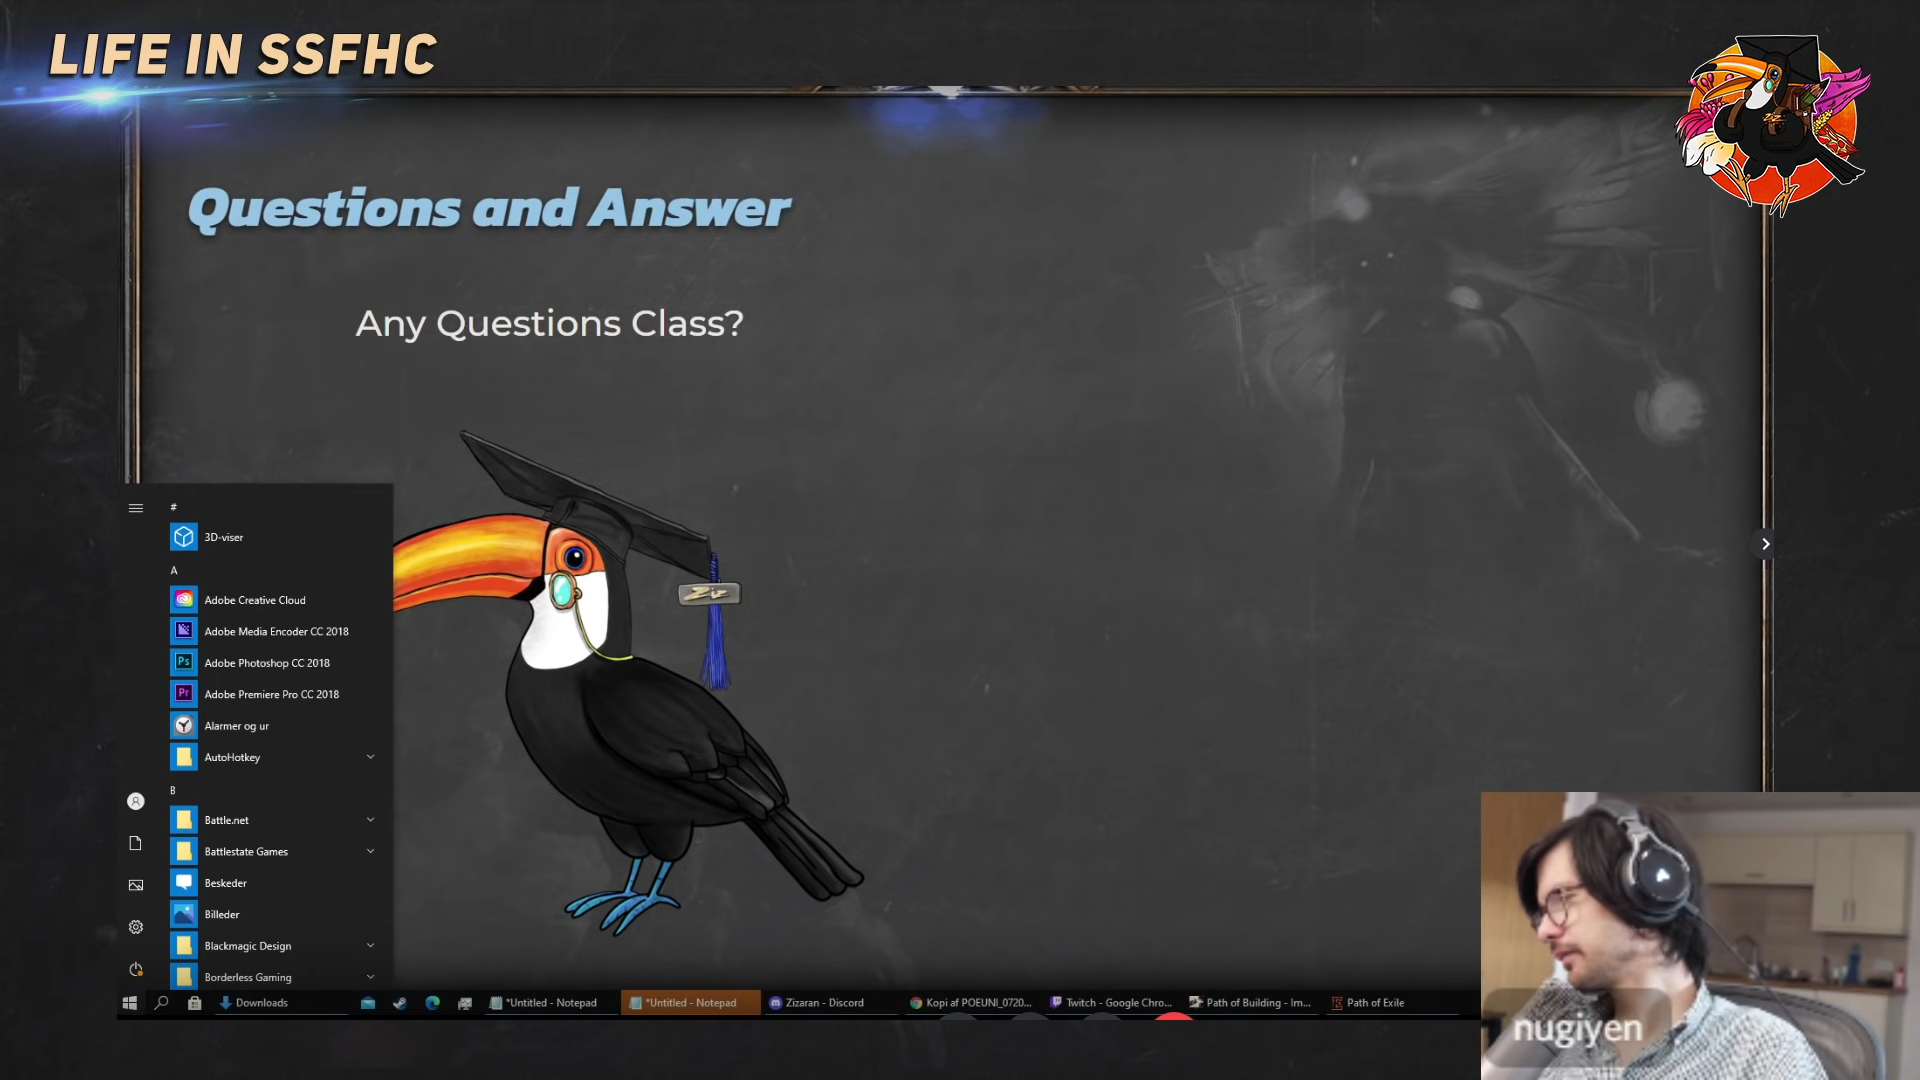 LIFE IN SSFHC
Questions and Answer
Any Questions Class?
Ziz
#
3D-viser
A
Adobe Creative Cloud
Adobe Media Encoder CC 2018
Ps
Adobe Photoshop CC 2018
Pr
Adobe Premiere Pro CC 2018
Alarmer og ur
AutoHotkey
B
Battle.net
Battlestate Games
Beskeder
Billeder
Blackmagic Design
Borderless Gaming
Downloads
*Untitled - Notepad
*Untitled - Notepad
Zizaran - Discord
Kopi af POEUNI_0720...
Twitch - Google Chro...
Path of Building - Im...
Path of Exile
nugiyen